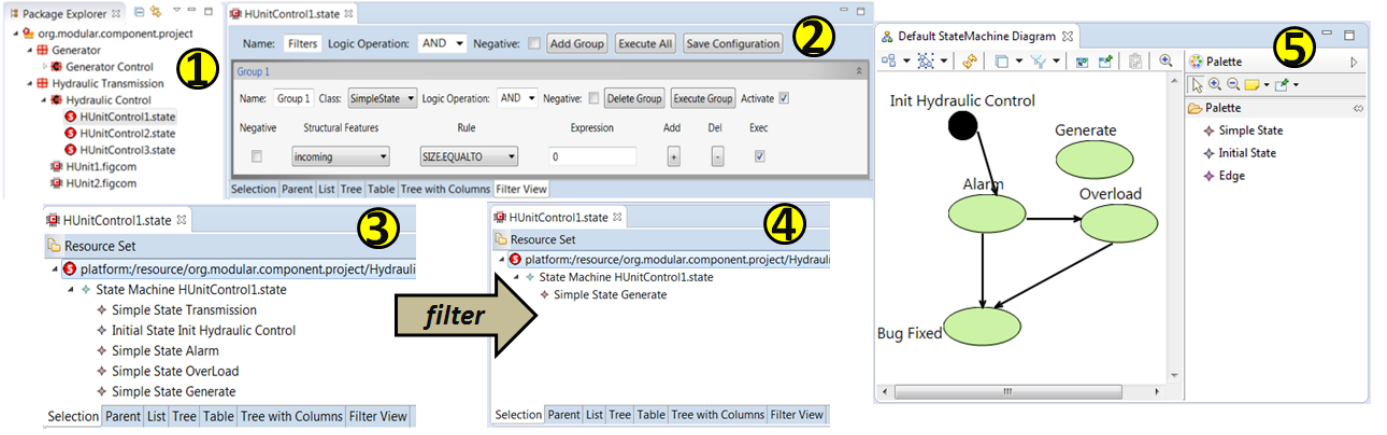 Package Explorer
org.modular.component.project
Generator
Generator Control
Hydraulic Transmission
Hydraulic Control
HUnitControl1.state
HUnitControl2.state
HUnitControl3.state
HUnit1.figcom
HUnit2.figcom
1
HUnitControl1.state
2
Name: Filters Logic Operation: AND Negative: Add Group Execute All Save Configuration
Group 1
Name: Group 1 Class: SimpleState Logic Operation: AND Negative: Delete Group Execute Group Activate
Negative Structural Features Rule Expression Add Del Exec
incoming SIZE.EQUALTO 0 + -
Selection Parent List Tree Table Tree with Columns Filter View
HUnitControl1.state
3
Resource Set
platform:/resource/org.modular.component.project/Hydrauli
State Machine HUnitControl1.state
Simple State Transmission
Initial State Init Hydraulic Control
Simple State Alarm
Simple State OverLoad
Simple State Generate
Selection Parent List Tree Table Tree with Columns Filter View
filter
HUnitControl1.state
4
Resource Set
platform:/resource/org.modular.component.project/Hydrauli
State Machine HUnitControl1.state
Simple State Generate
Selection Parent List Tree Table Tree with Columns Filter View
Default StateMachine Diagram
5
Init Hydraulic Control
Generate
Alarm
Overload
Bug Fixed
Palette
Palette
Simple State
Initial State
Edge